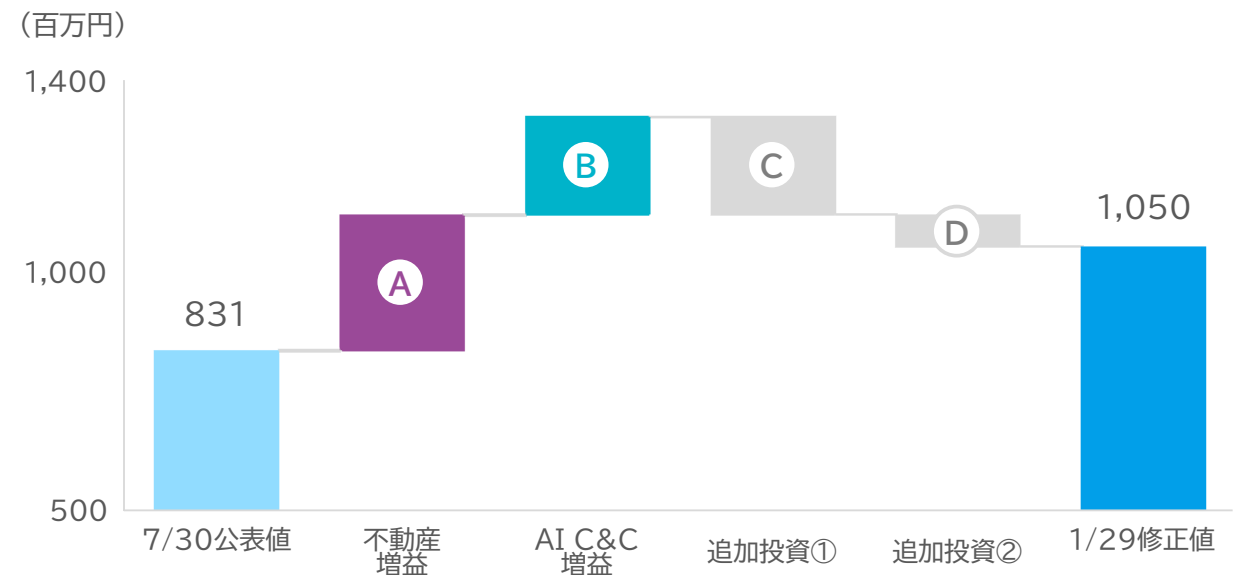 （百万円）
1,400
1,000
500
831
A
B
C
D
1,050
7/30公表値
不動産
増益
AI C&C
増益
追加投資①
追加投資②
1/29修正値